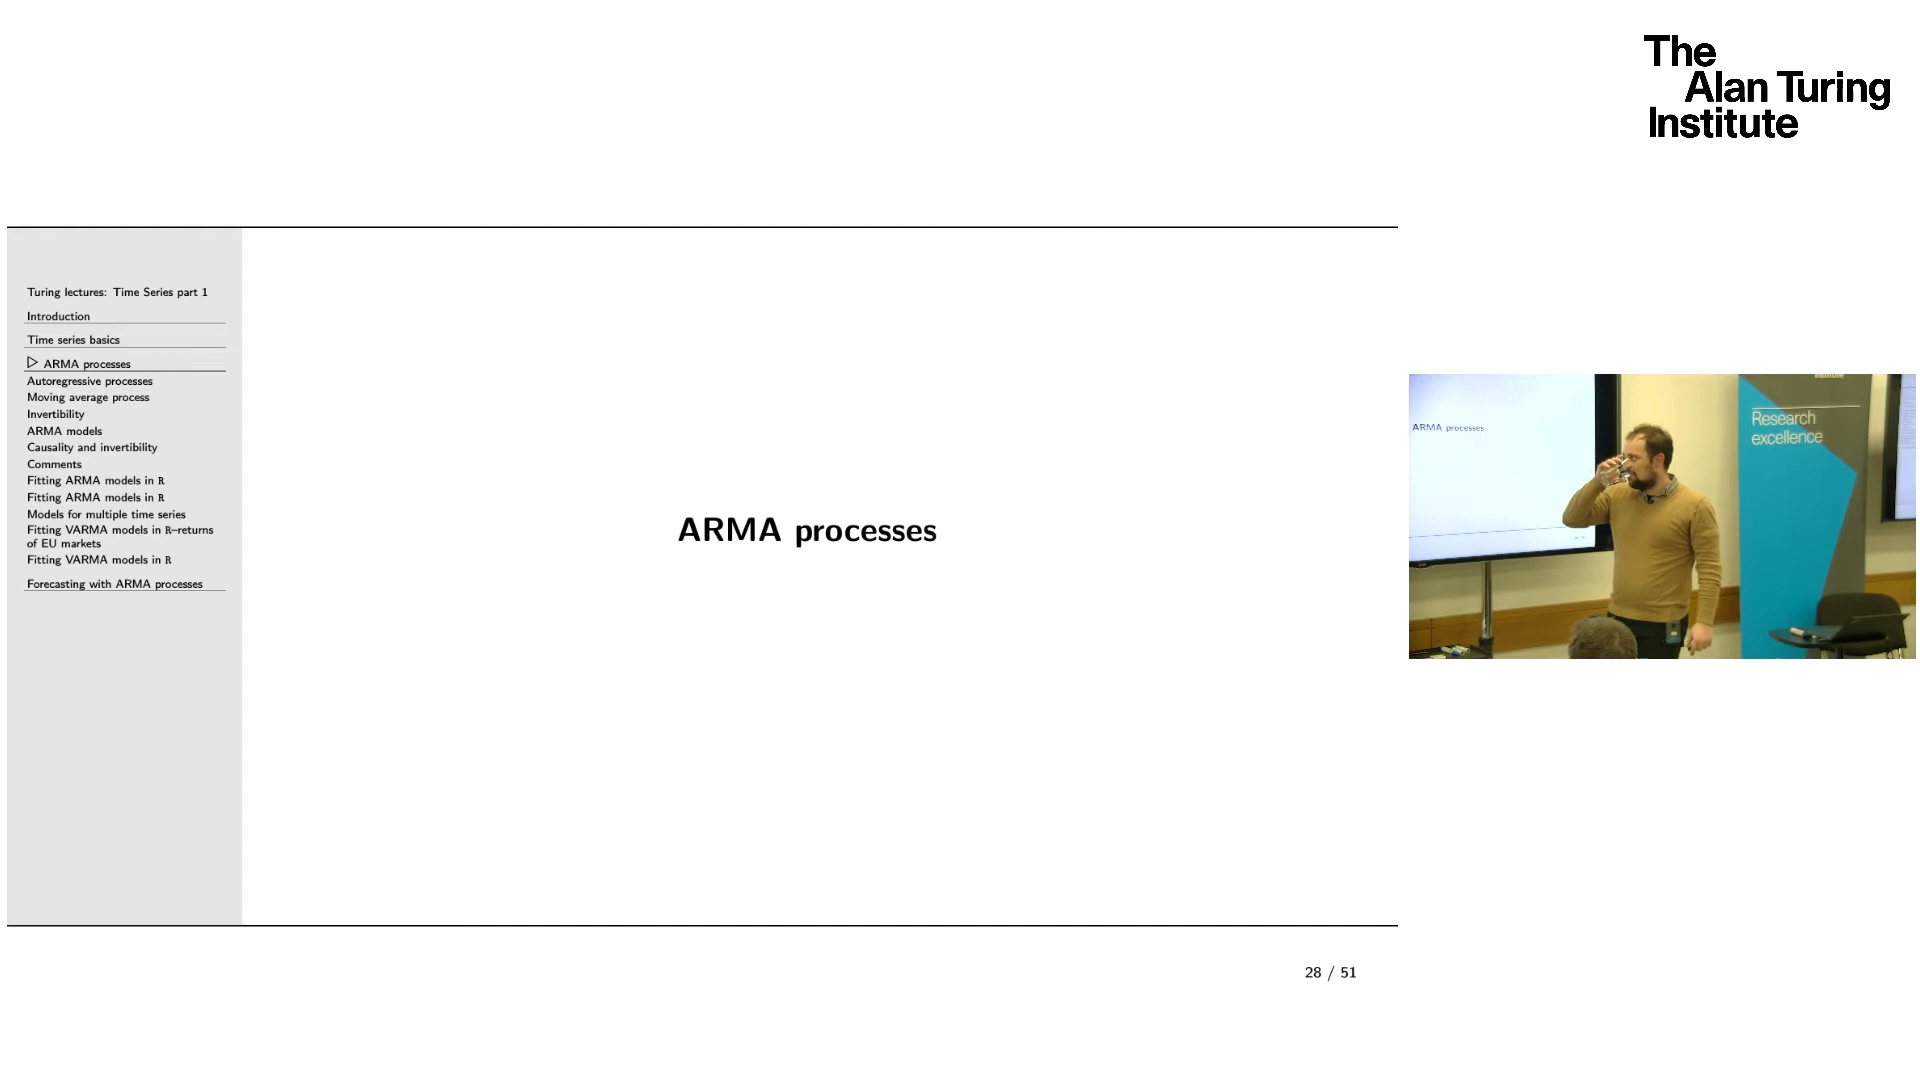 The
Alan Turing
Institute
Turing lectures: Time Series part 1
Introduction
Time series basics
▷ ARMA processes
Autoregressive processes
Moving average process
Invertibility
ARMA models
Causality and invertibility
Comments
Fitting ARMA models in R
Fitting ARMA models in R
Models for multiple time series
Fitting VARMA models in R–returns
of EU markets
Fitting VARMA models in R
Forecasting with ARMA processes
ARMA processes
28 / 51
ARMA processes
Research
excellence